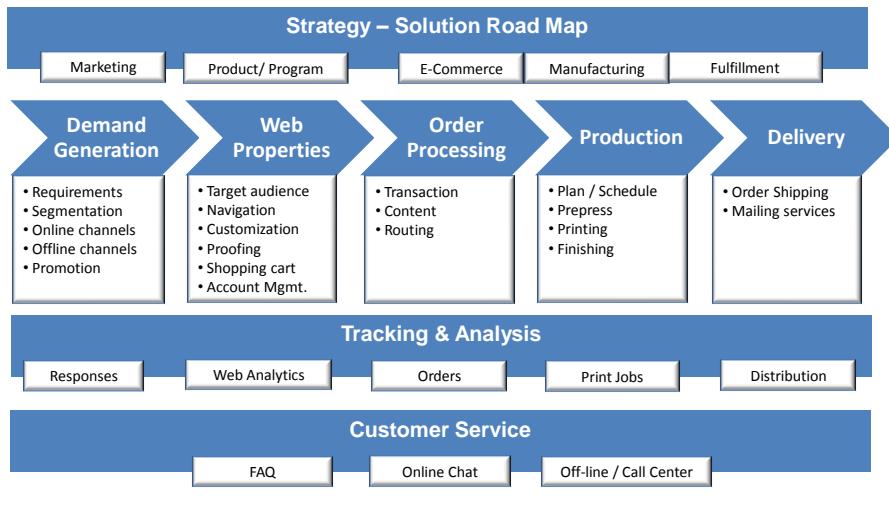 Strategy – Solution Road Map
Marketing
Product/ Program
E-Commerce
Manufacturing
Fulfillment
Demand
Generation
• Requirements
• Segmentation
• Online channels
• Offline channels
• Promotion
Web
Properties
• Target audience
• Navigation
• Customization
• Proofing
• Shopping cart
• Account Mgmt.
Order
Processing
• Transaction
• Content
• Routing
Production
• Plan / Schedule
• Prepress
• Printing
• Finishing
Delivery
• Order Shipping
• Mailing services
Tracking & Analysis
Responses
Web Analytics
Orders
Print Jobs
Distribution
Customer Service
FAQ
Online Chat
Off-line / Call Center